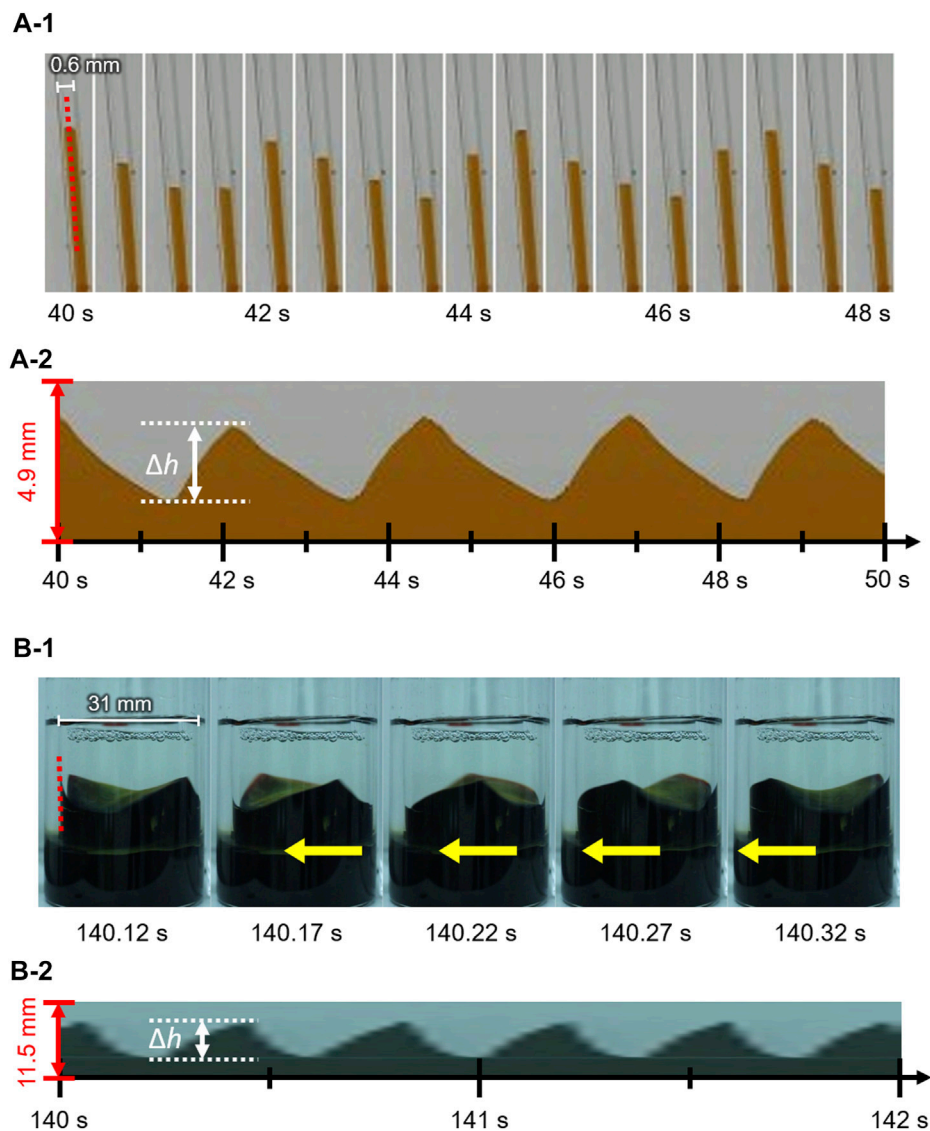 A-1
0.6 mm
40 s 42 s 44 s 46 s 48 s
A-2
4.9 mm
Δh
40 s 42 s 44 s 46 s 48 s 50 s
B-1
31 mm
140.12 s 140.17 s 140.22 s 140.27 s 140.32 s
B-2
11.5 mm
Δh
140 s 141 s 142 s